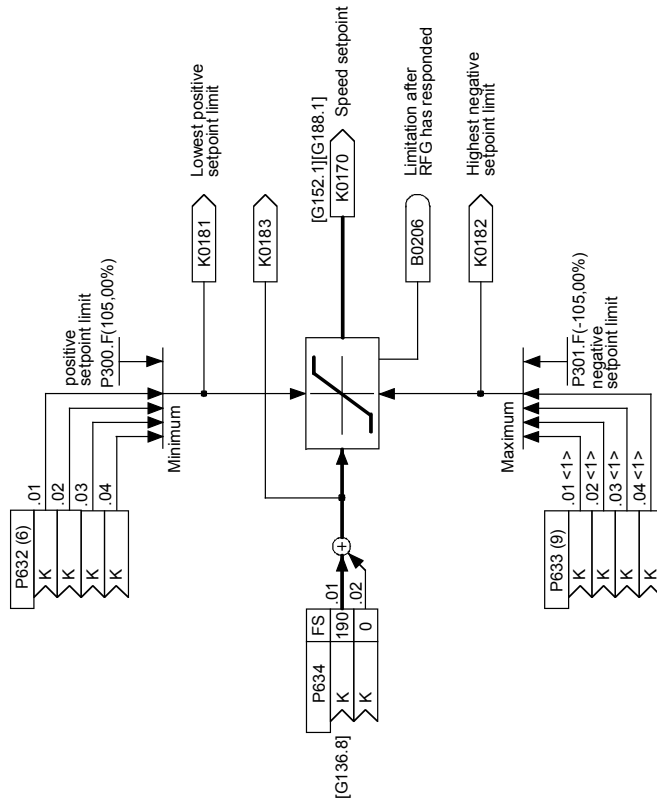 P632 (6)
K
.01
K
.02
K
.03
K
.04
positive
setpoint limit
P300.F(105,00%)
Minimum
K0181
Lowest positive
setpoint limit
K0183
[G136.8]
P634
FS
K
190
.01
K
0
.02
+
[G152.1][G188.1]
K0170
Speed setpoint
B0206
Limitation after
RFG has responded
K0182
Highest negative
setpoint limit
Maximum
P301.F(-105,00%)
negative
setpoint limit
P633 (9)
K
.01 <1>
K
.02 <1>
K
.03 <1>
K
.04 <1>